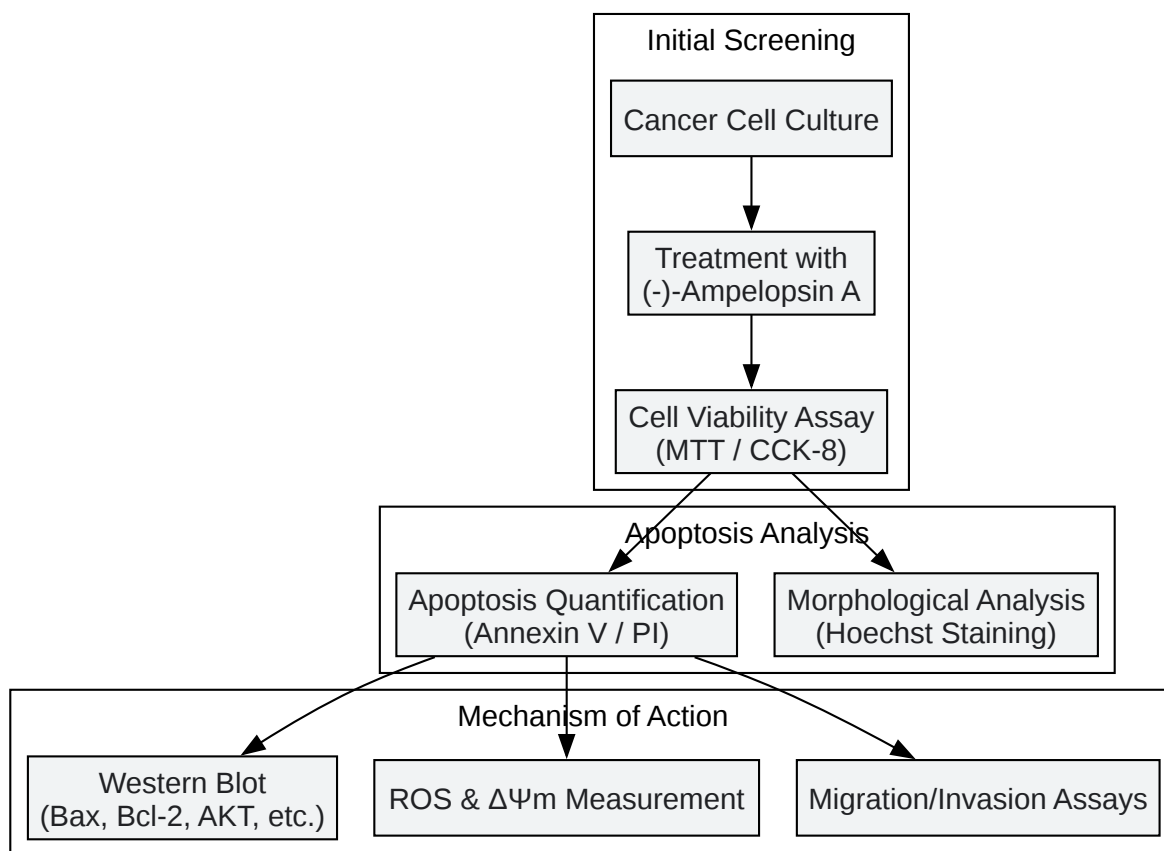 Initial Screening
Cancer Cell Culture
Treatment with
(-)-Ampelopsin A
Cell Viability Assay
(MTT / CCK-8)
Apoptosis Analysis
Apoptosis Quantification
(Annexin V / PI)
Morphological Analysis
(Hoechst Staining)
Mechanism of Action
Western Blot
(Bax, Bcl-2, AKT, etc.)
ROS & ΔΨm Measurement
Migration/Invasion Assays